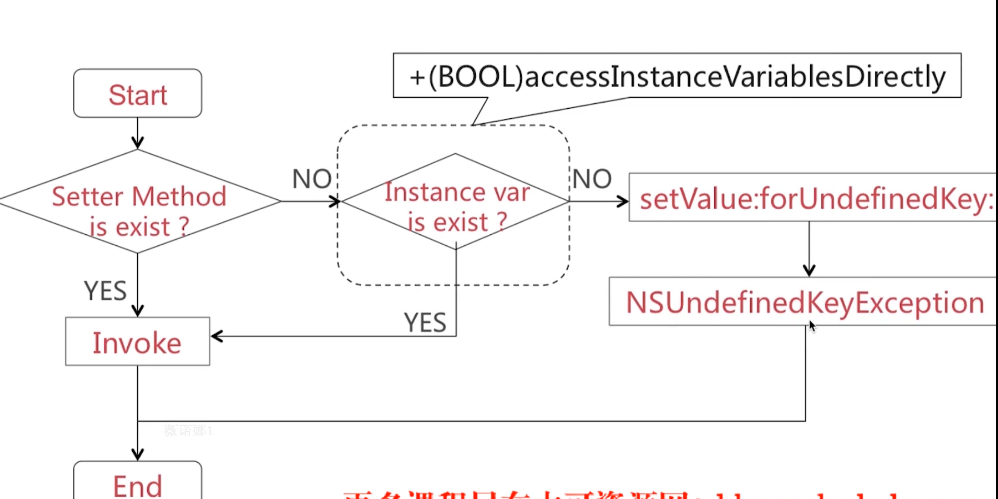 +(BOOL)accessInstanceVariablesDirectly
Start
Setter Method
is exist ?
NO
Instance var
is exist ?
NO
setValue:forUndefinedKey:
YES
Invoke
YES
NSUndefinedKeyException
End